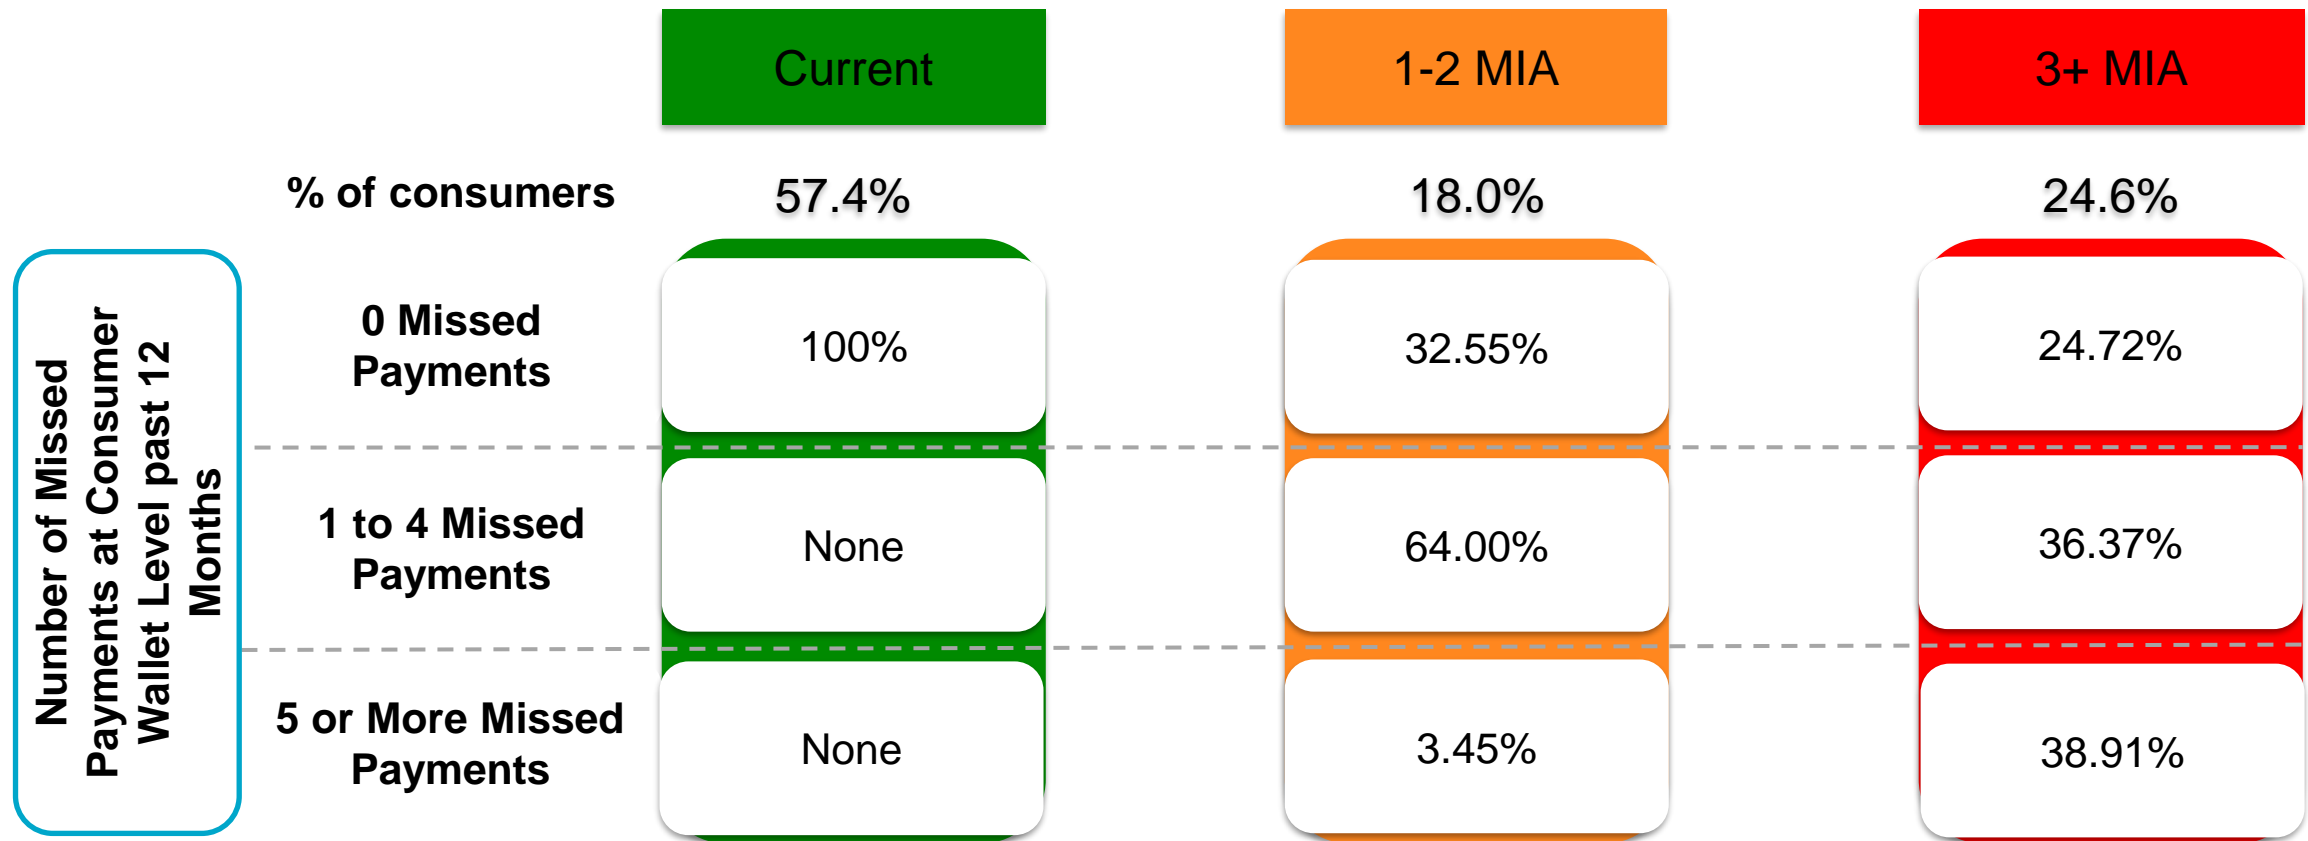 Current
1-2 MIA
3+ MIA
% of consumers
57.4%
18.0%
24.6%
Number of Missed
Payments at Consumer
Wallet Level past 12
Months
0 Missed
Payments
100%
32.55%
24.72%
1 to 4 Missed
Payments
None
64.00%
36.37%
5 or More Missed
Payments
None
3.45%
38.91%